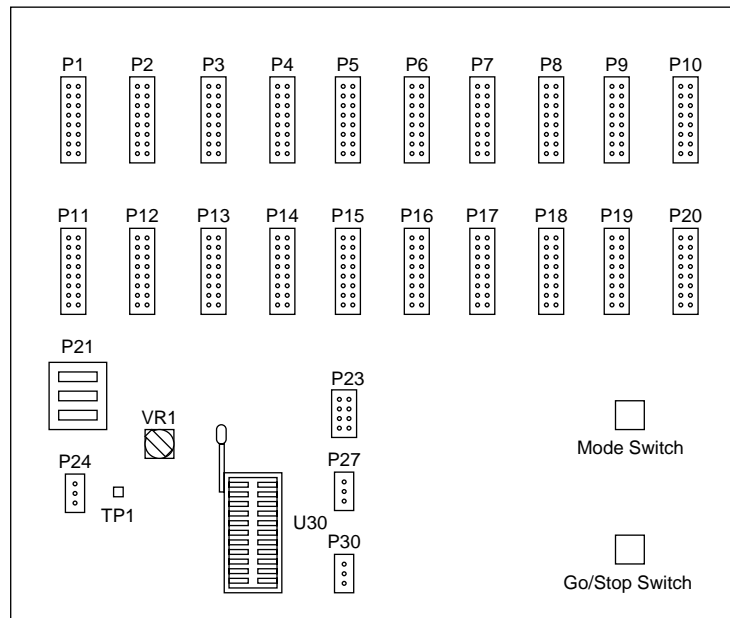 P1 P2 P3 P4 P5 P6 P7 P8 P9 P10
P11 P12 P13 P14 P15 P16 P17 P18 P19 P20
P21
P23
VR1
Mode Switch
P24
P27
TP1
U30
P30
Go/Stop Switch